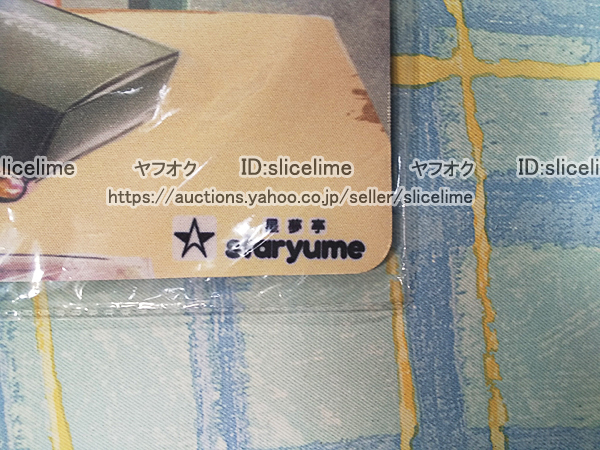 slicelime ヤフオク ID:slicelime ヤフオク ID:slicelime
https://auctions.yahoo.co.jp/seller/slicelime
星夢亭
staryume